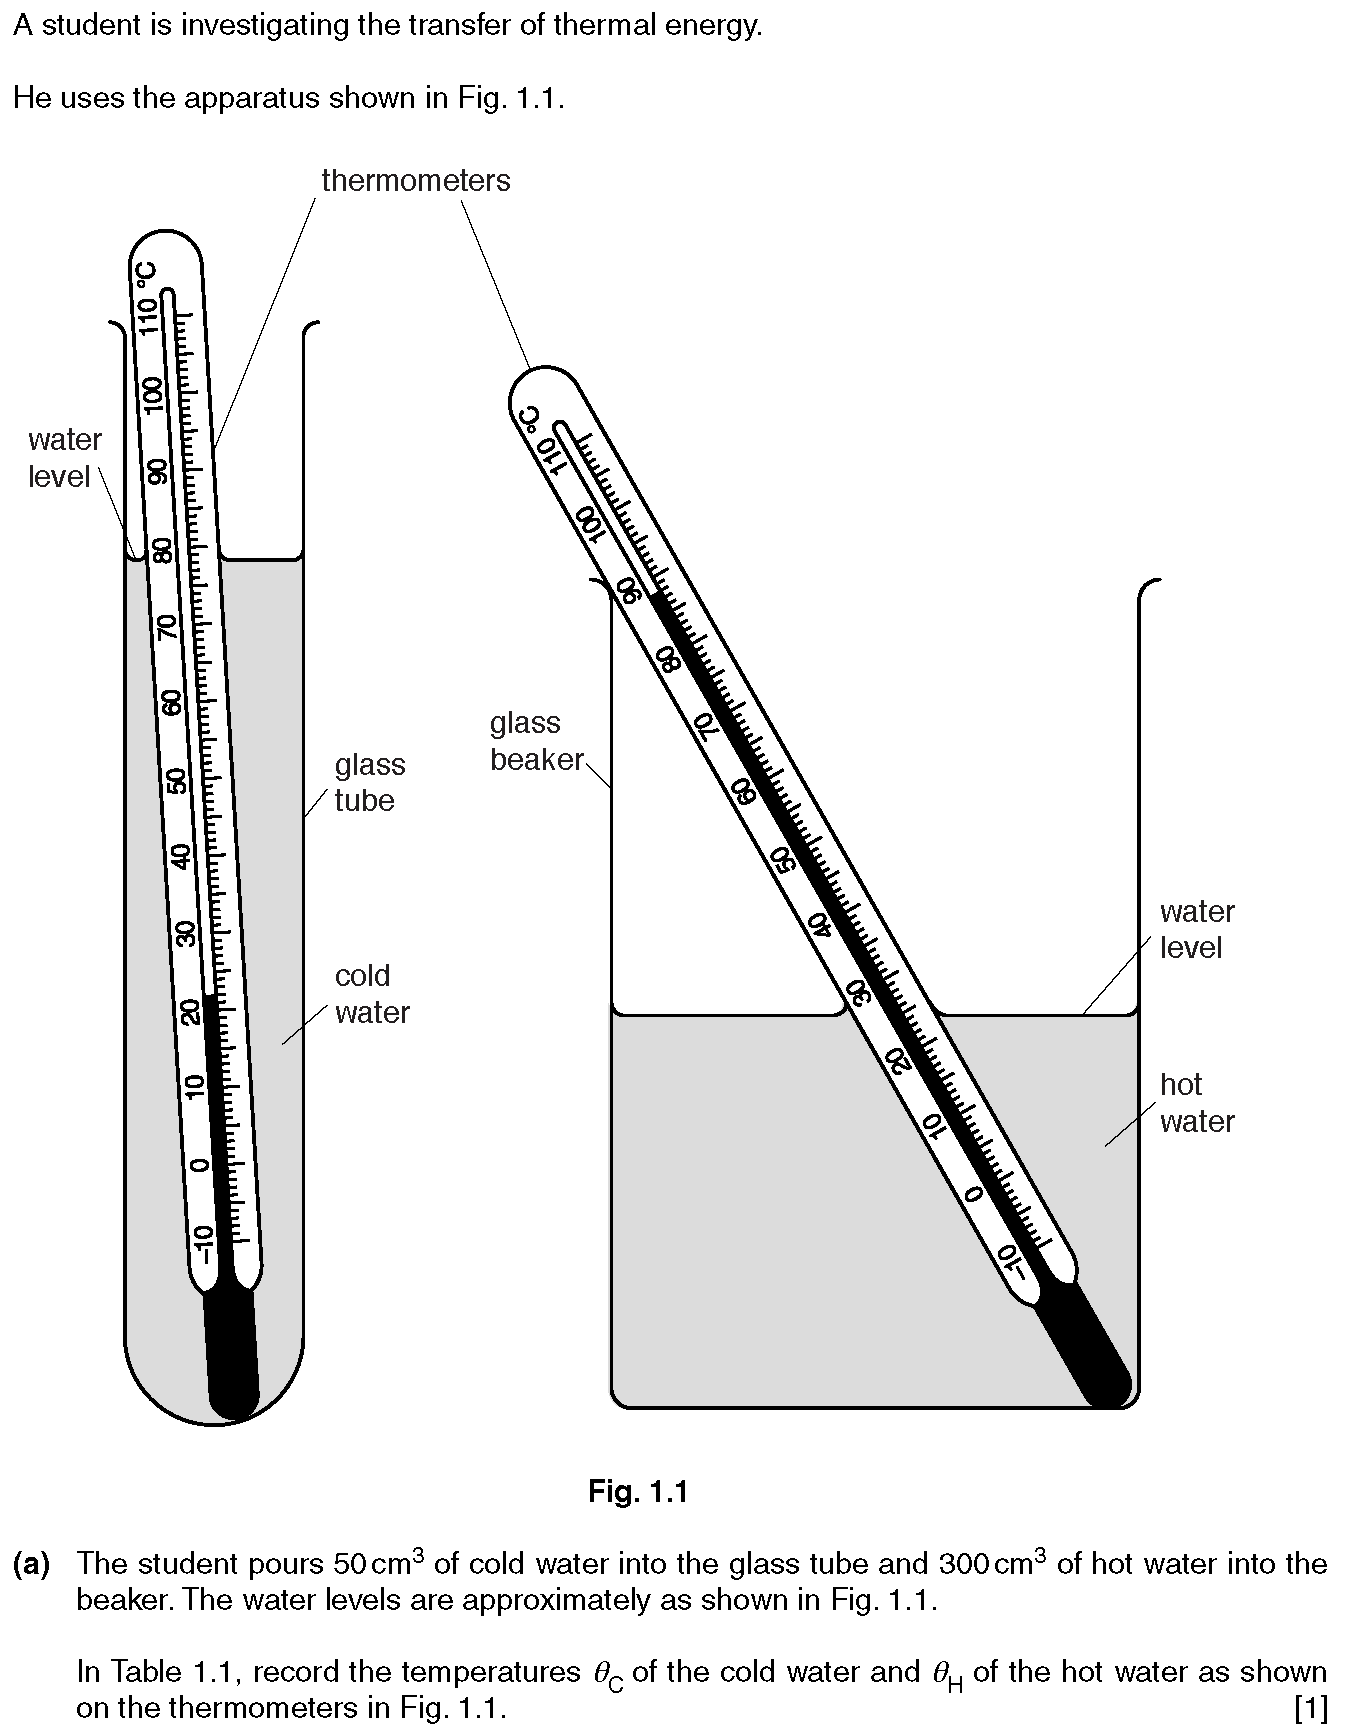 A student is investigating the transfer of thermal energy.
He uses the apparatus shown in Fig. 1.1.
thermometers
°C
110
100
90
80
70
60
50
40
30
20
10
0
–10
water
level
glass
tube
cold
water
°C
110
100
90
80
70
60
50
40
30
20
10
0
–10
glass
beaker
water
level
hot
water
Fig. 1.1
(a) The student pours 50 cm³ of cold water into the glass tube and 300 cm³ of hot water into the
beaker. The water levels are approximately as shown in Fig. 1.1.
In Table 1.1, record the temperatures θ_C of the cold water and θ_H of the hot water as shown
on the thermometers in Fig. 1.1. [1]